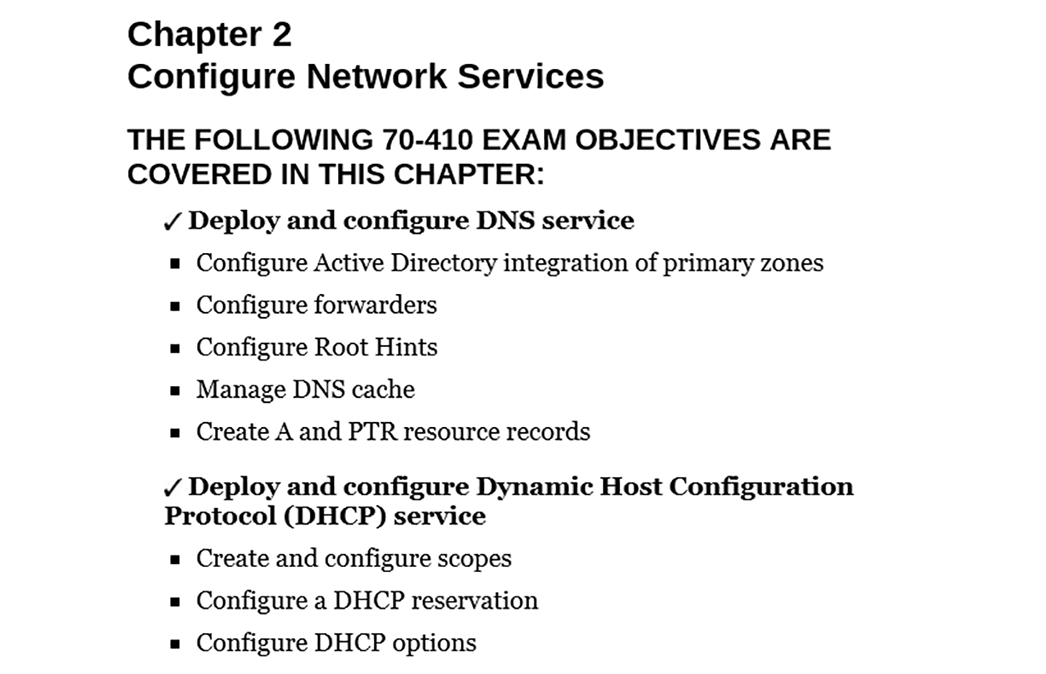 Chapter 2
Configure Network Services
THE FOLLOWING 70-410 EXAM OBJECTIVES ARE
COVERED IN THIS CHAPTER:
✓ Deploy and configure DNS service
▪ Configure Active Directory integration of primary zones
▪ Configure forwarders
▪ Configure Root Hints
▪ Manage DNS cache
▪ Create A and PTR resource records
✓ Deploy and configure Dynamic Host Configuration
Protocol (DHCP) service
▪ Create and configure scopes
▪ Configure a DHCP reservation
▪ Configure DHCP options